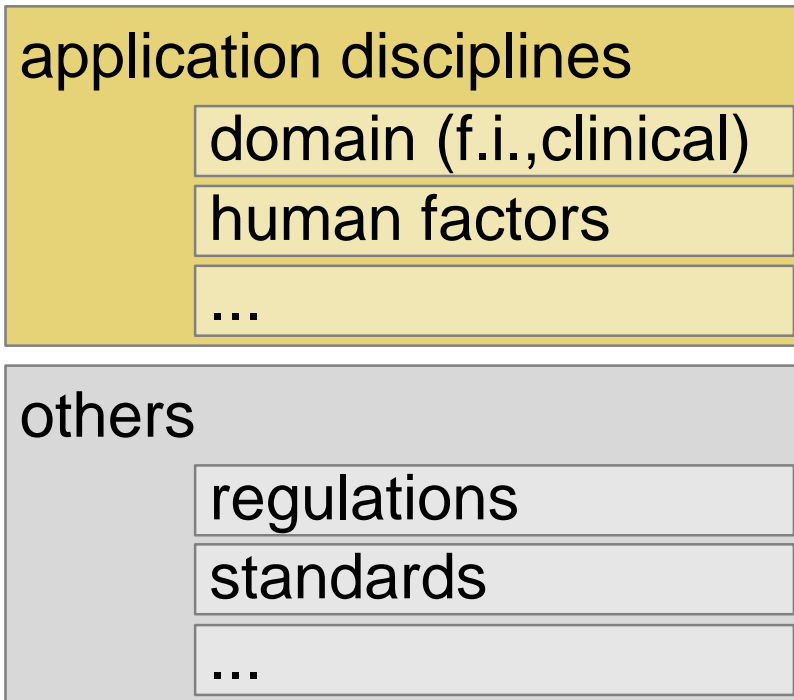 application disciplines
domain (f.i.,clinical)
human factors
...
others
regulations
standards
...